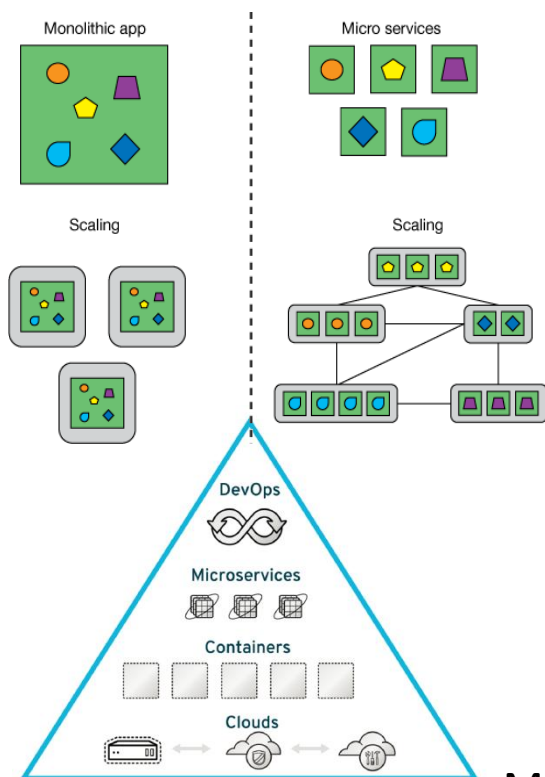 Monolithic app
Micro services
Scaling
Scaling
DevOps
Microservices
Containers
Clouds